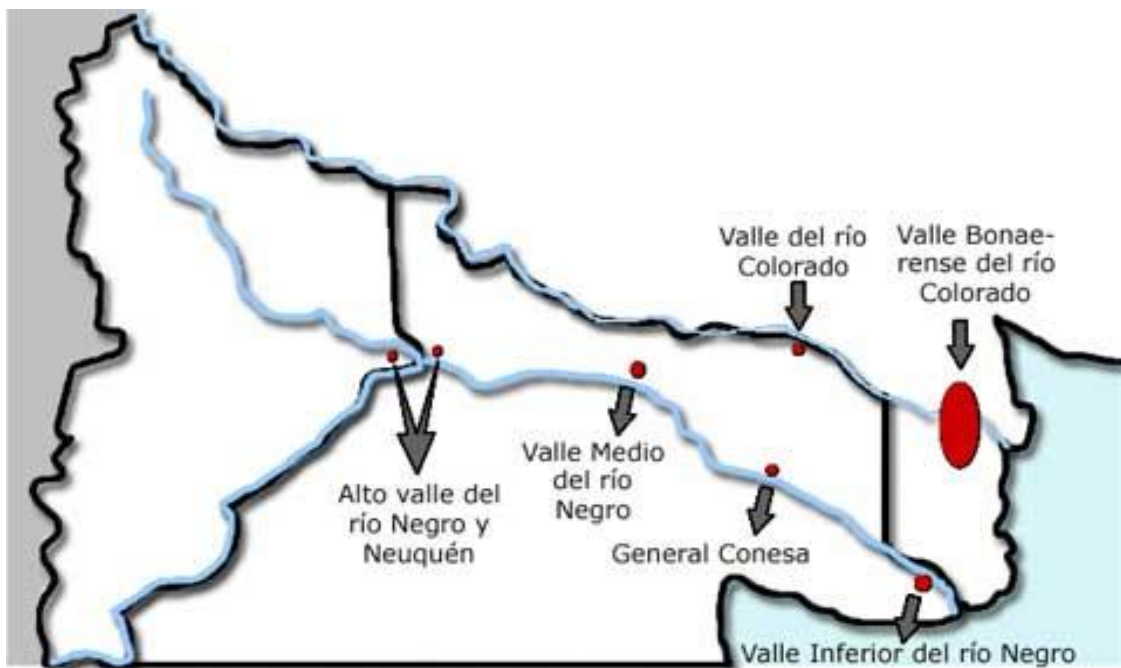 Valle del río
Colorado
Valle Bonae-
rense del río
Colorado
Alto valle del
río Negro y
Neuquén
Valle Medio
del río
Negro
General Conesa
Valle Inferior del río Negro